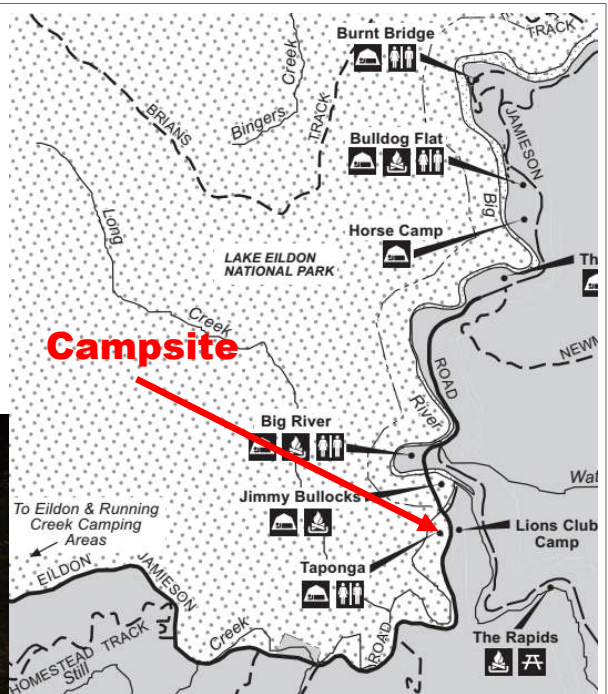 Burnt Bridge
TRACK
Creek
Bingers
BRIANS
TRACK
JAMIESON
Bulldog Flat
Big
Horse Camp
Long
LAKE EILDON
NATIONAL PARK
Th
Creek
NEWM
Campsite
ROAD
River
Big River
Wat
Jimmy Bullocks
To Eildon & Running
Creek Camping
Areas
Lions Club
Camp
Taponga
EILDON
JAMIESON
ROAD
Creek
The Rapids
HOMESTEAD TRACK
Still